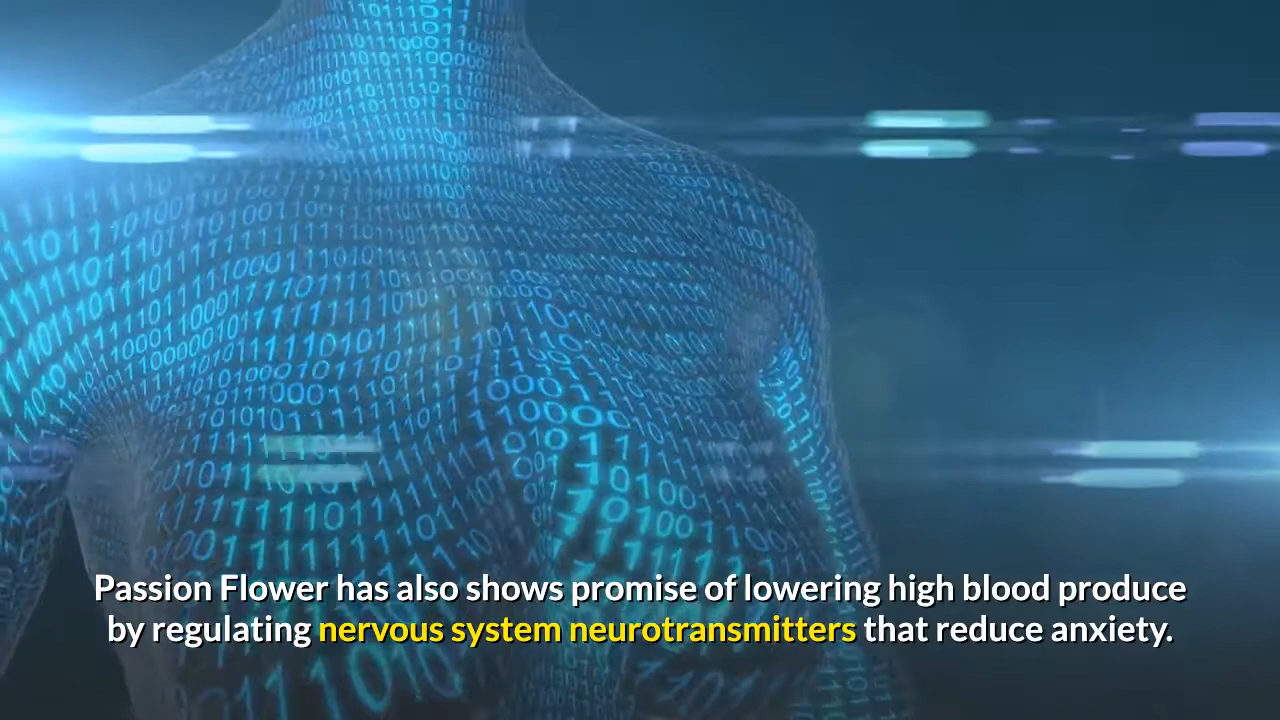 Passion Flower has also shows promise of lowering high blood produce
by regulating nervous system neurotransmitters that reduce anxiety.